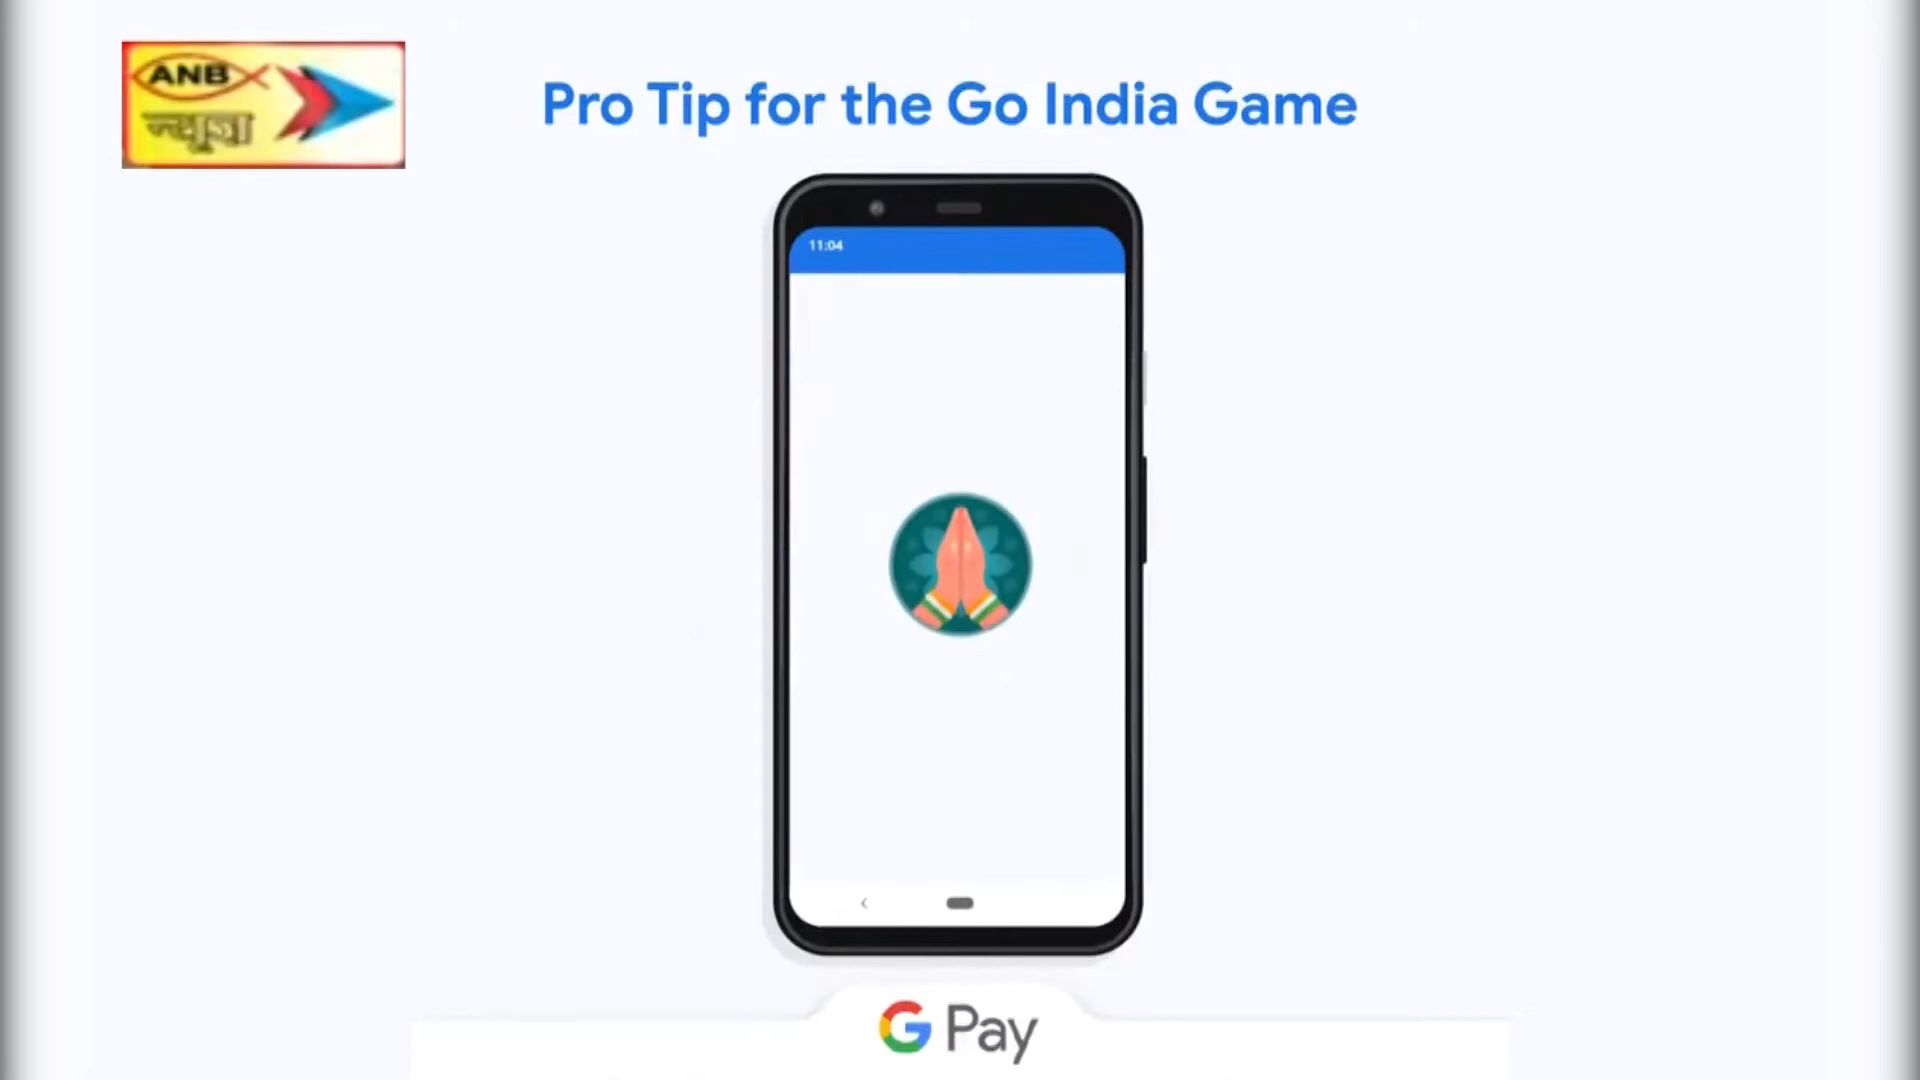 ANB
न्यूज़
Pro Tip for the Go India Game
11:04
G Pay